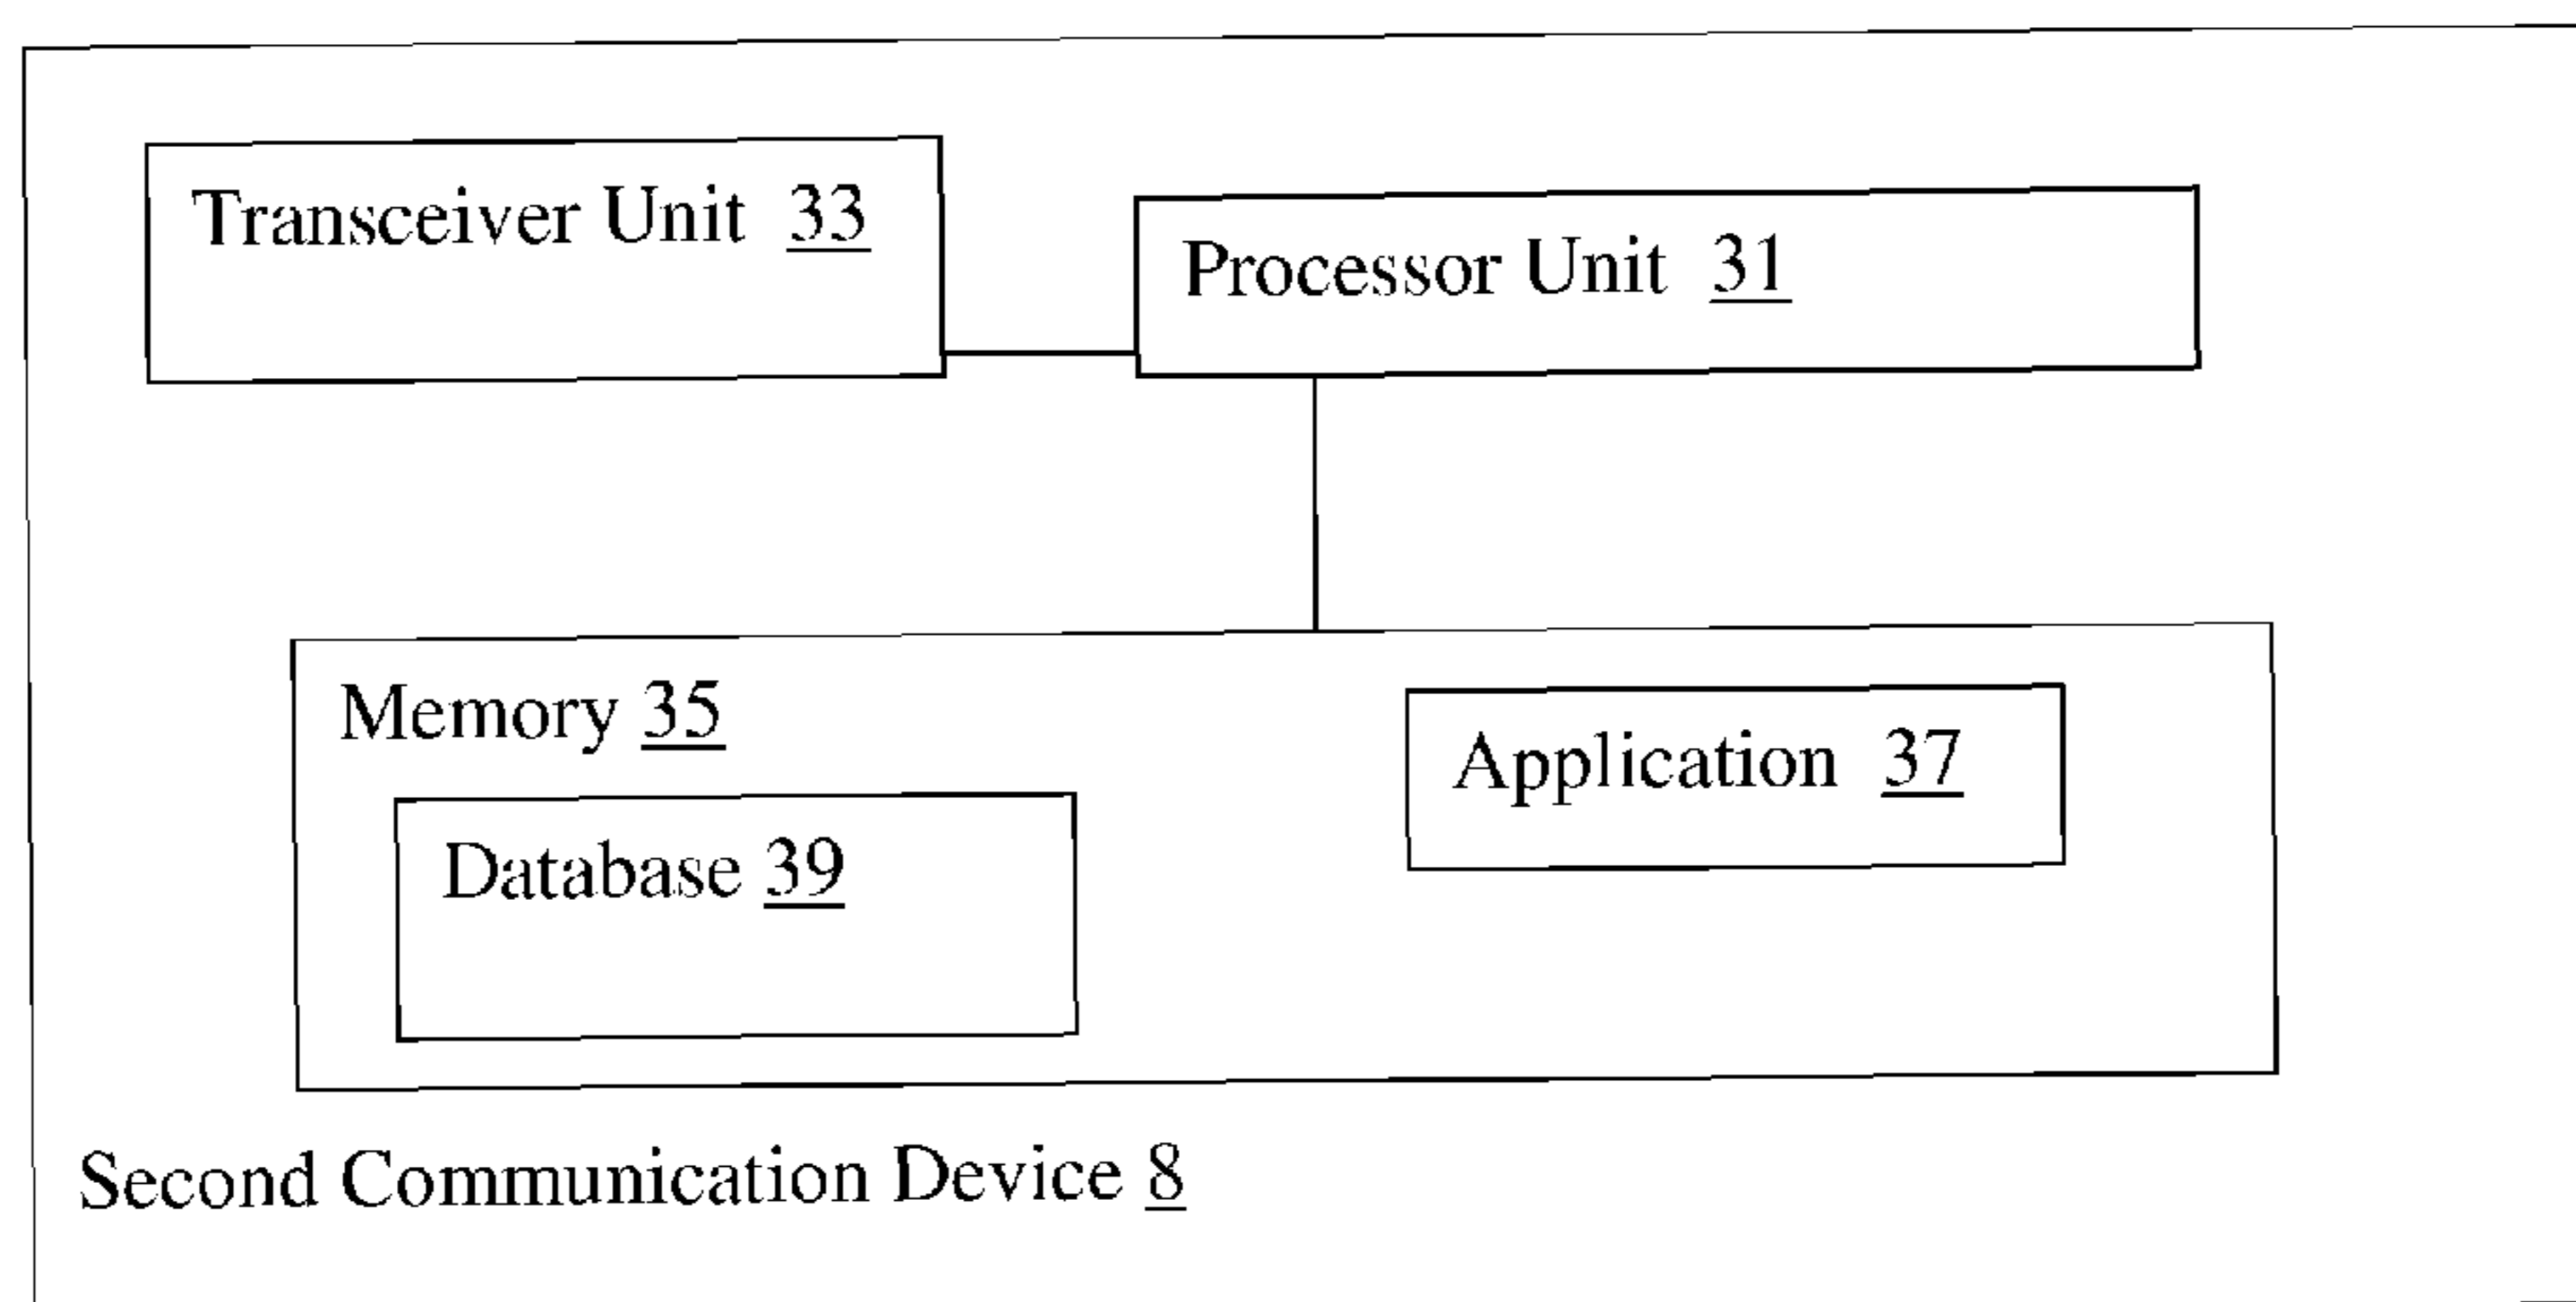 Transceiver Unit 33
Processor Unit 31
Memory 35
Application 37
Database 39
Second Communication Device 8